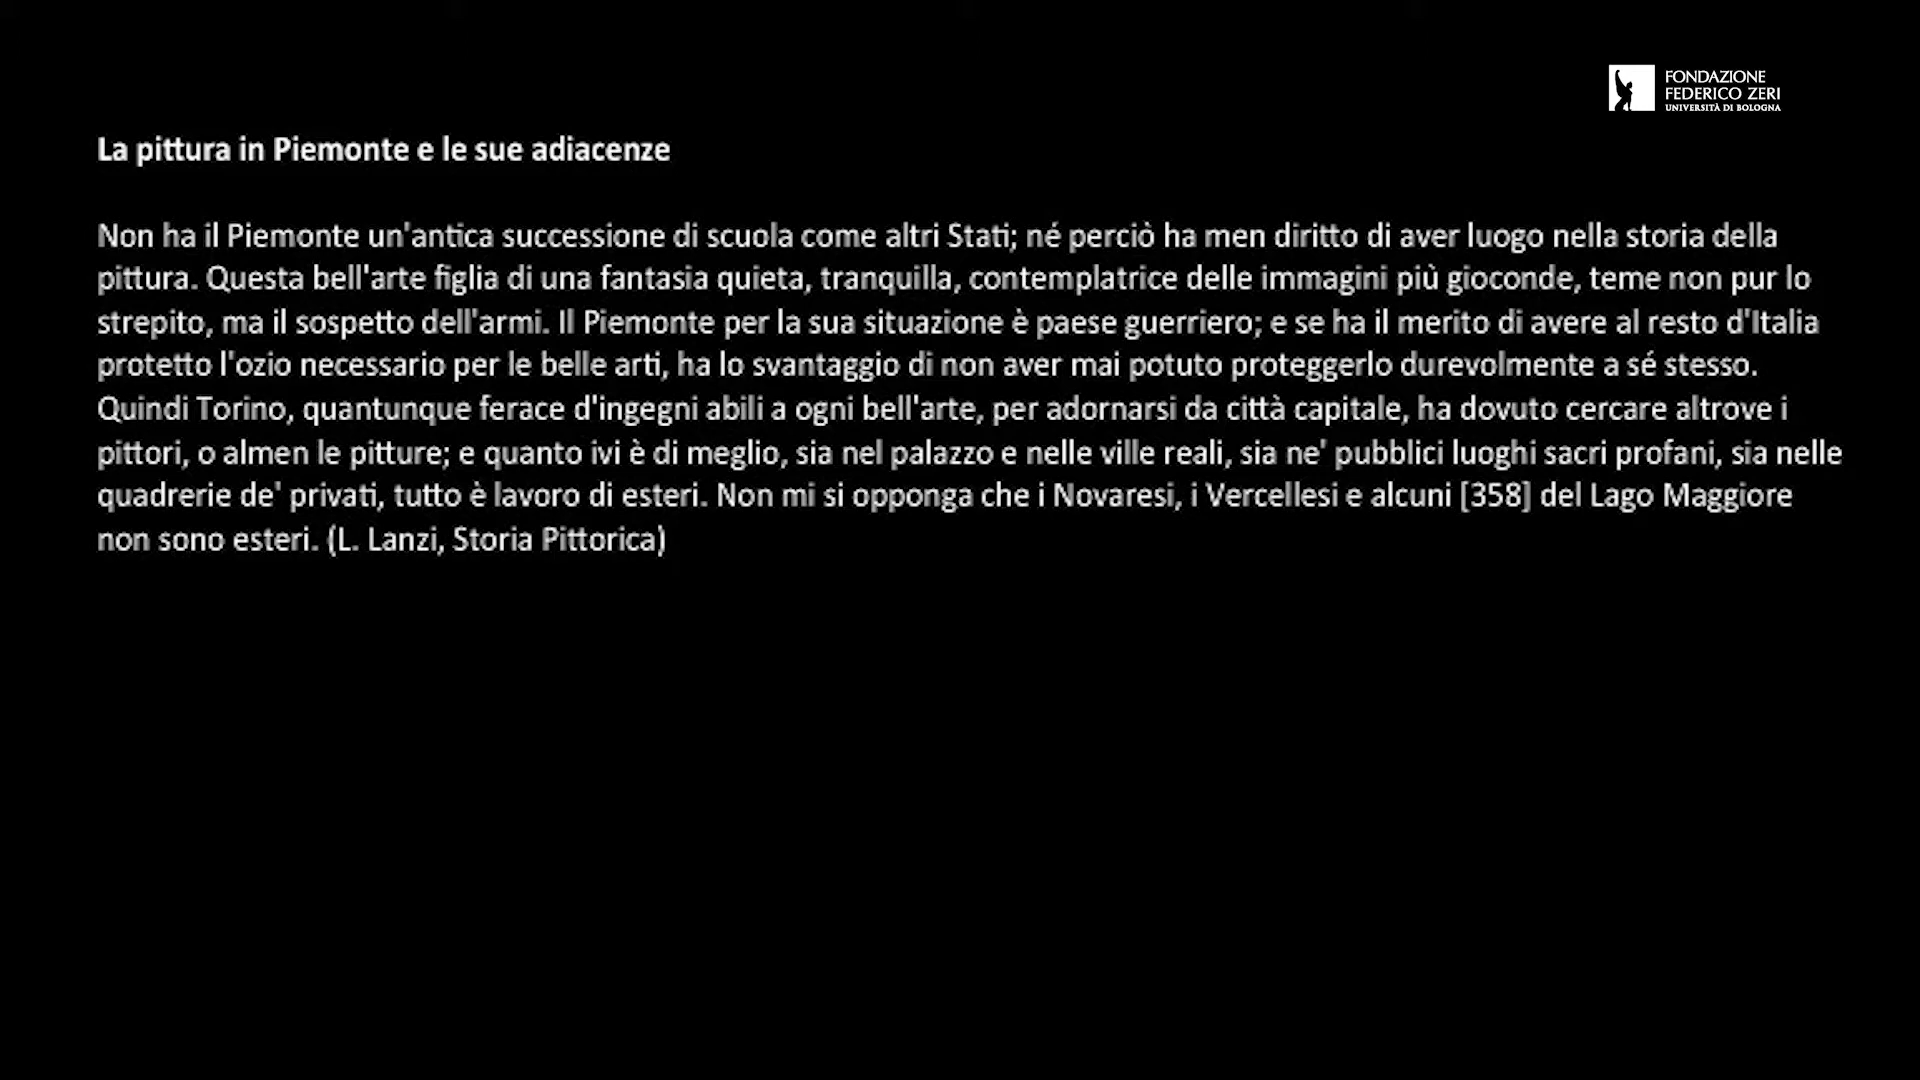 FONDAZIONE
FEDERICO ZERI
UNIVERSITÀ DI BOLOGNA
La pittura in Piemonte e le sue adiacenze
Non ha il Piemonte un'antica successione di scuola come altri Stati; né perciò ha men diritto di aver luogo nella storia della
pittura. Questa bell'arte figlia di una fantasia quieta, tranquilla, contemplatrice delle immagini più gioconde, teme non pur lo
strepito, ma il sospetto dell'armi. Il Piemonte per la sua situazione è paese guerriero; e se ha il merito di avere al resto d'Italia
protetto l'ozio necessario per le belle arti, ha lo svantaggio di non aver mai potuto proteggerlo durevolmente a sé stesso.
Quindi Torino, quantunque ferace d'ingegni abili a ogni bell'arte, per adornarsi da città capitale, ha dovuto cercare altrove i
pittori, o almen le pitture; e quanto ivi è di meglio, sia nel palazzo e nelle ville reali, sia ne' pubblici luoghi sacri profani, sia nelle
quadrerie de' privati, tutto è lavoro di esteri. Non mi si opponga che i Novaresi, i Vercellesi e alcuni [358] del Lago Maggiore
non sono esteri. (L. Lanzi, Storia Pittorica)